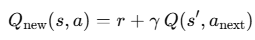 Q_new(s, a) = r + γ Q(s′, a_next)